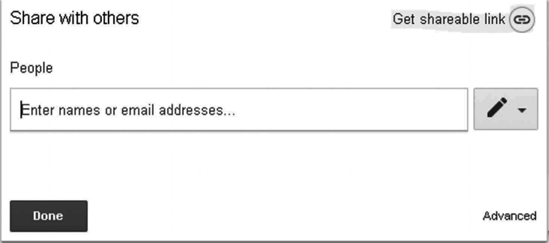 Share with others
Get shareable link
People
Enter names or email addresses...
Done
Advanced